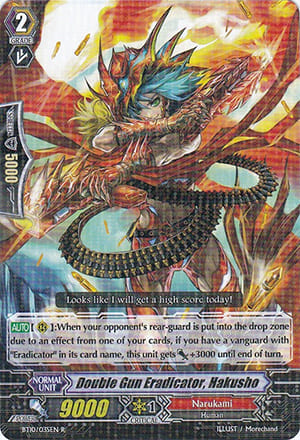 2
GRADE
5000
Looks like I will get a high score today!
AUTO [ ]:When your opponent's rear-guard is put into the drop zone
due to an effect from one of your cards, if you have a vanguard with
"Eradicator" in its card name, this unit gets +3000 until end of turn.
NORMAL
UNIT
Double Gun Eradicator, Hakusho
POWER
9000
1
CRITICAL
Narukami
Human
BT10/035EN R
ILLUST / Morechand